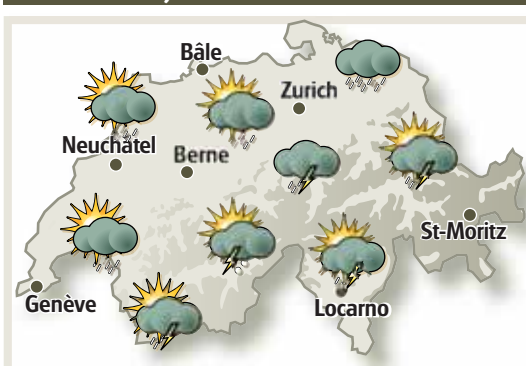 Bâle
Zurich
Neuchâtel
Berne
St-Moritz
Genève
Locarno